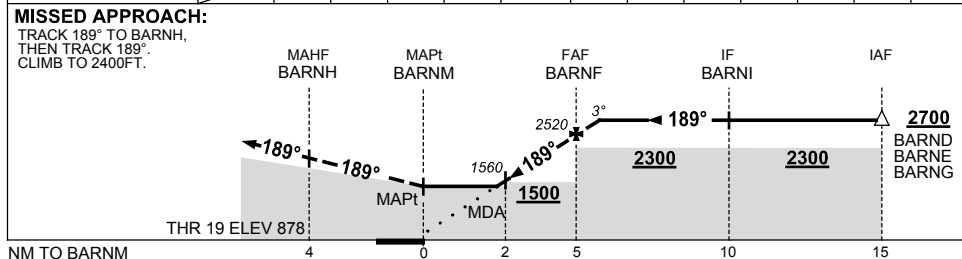 MISSED APPROACH:
TRACK 189° TO BARNH,
THEN TRACK 189°.
CLIMB TO 2400FT.
MAHF
BARNH
MAPt
BARNM
FAF
BARNF
IF
BARNI
IAF
2520
3°
189°
2700
BARND
BARNE
BARNG
189°
189°
189°
1560
2300
2300
1500
MAPt
MDA
THR 19 ELEV 878
NM TO BARNM
4
0
2
5
10
15